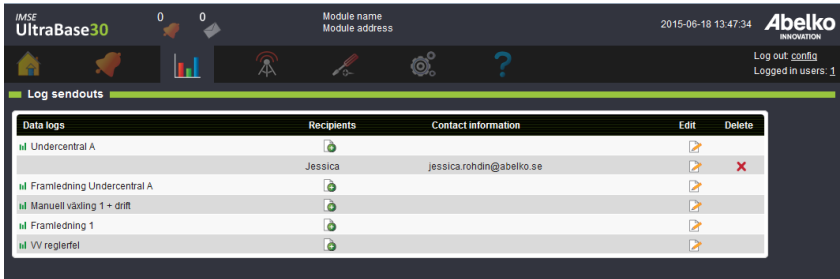 IMSE
UltraBase30
0
0
Module name
Module address
2015-06-18 13:47:34
Abelko
INNOVATION
Log out: config
Logged in users: 1
Log sendouts
Data logs Recipients Contact information Edit Delete
Undercentral A
Jessica jessica.rohdin@abelko.se
Framledning Undercentral A
Manuell växling 1 + drift
Framledning 1
VV reglerfel